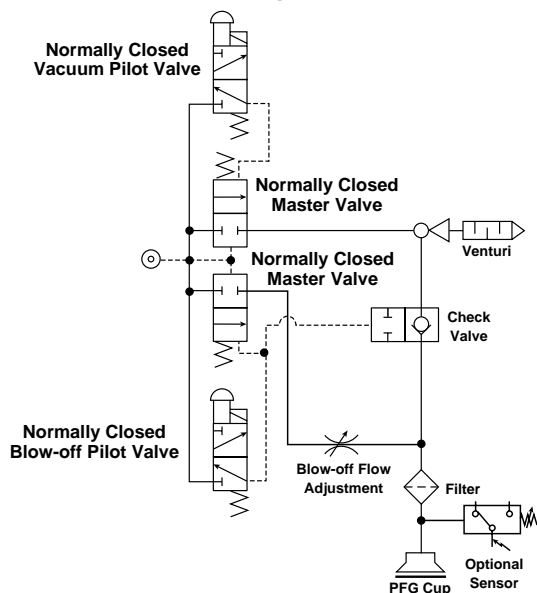 Normally Closed
Vacuum Pilot Valve
Normally Closed
Master Valve
Venturi
Normally Closed
Master Valve
Check
Valve
Normally Closed
Blow-off Pilot Valve
Blow-off Flow
Adjustment
Filter
Optional
Sensor
PFG Cup